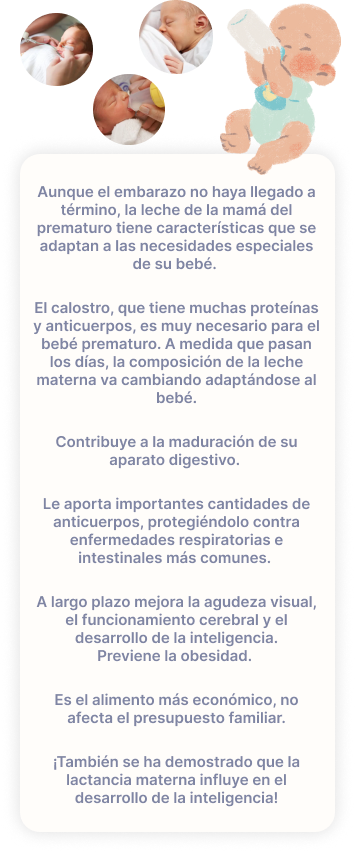 Aunque el embarazo no haya llegado a
término, la leche de la mamá del
prematuro tiene características que se
adaptan a las necesidades especiales
de su bebé.
El calostro, que tiene muchas proteínas
y anticuerpos, es muy necesario para el
bebé prematuro. A medida que pasan
los días, la composición de la leche
materna va cambiando adaptándose al
bebé.
Contribuye a la maduración de su
aparato digestivo.
Le aporta importantes cantidades de
anticuerpos, protegiéndolo contra
enfermedades respiratorias e
intestinales más comunes.
A largo plazo mejora la agudeza visual,
el funcionamiento cerebral y el
desarrollo de la inteligencia.
Previene la obesidad.
Es el alimento más económico, no
afecta el presupuesto familiar.
¡También se ha demostrado que la
lactancia materna influye en el
desarrollo de la inteligencia!